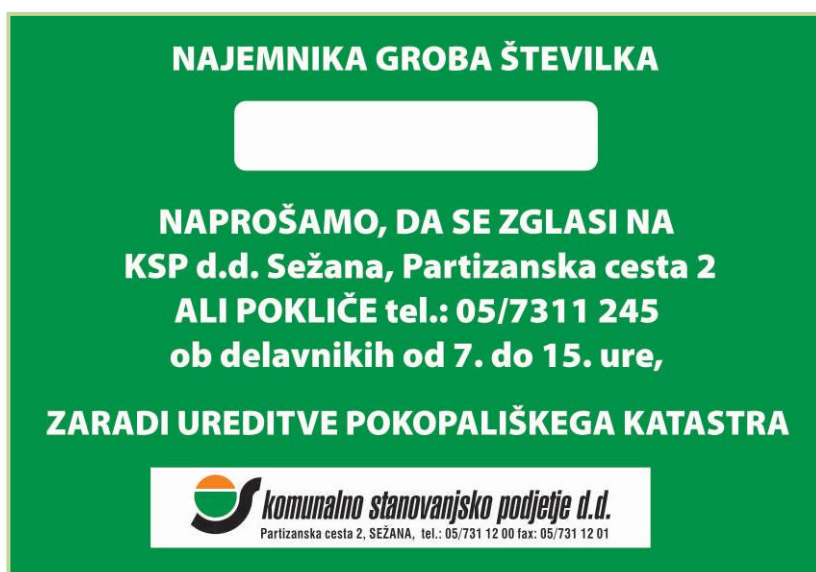 NAJEMNIKA GROBA ŠTEVILKA
NAPROŠAMO, DA SE ZGLASI NA
KSP d.d. Sežana, Partizanska cesta 2
ALI POKLIČE tel.: 05/7311 245
ob delavnikih od 7. do 15. ure,
ZARADI UREDITVE POKOPALIŠKEGA KATASTRA
komunalno stanovanjsko podjetje d.d.
Partizanska cesta 2, SEŽANA, tel.: 05/731 12 00 fax: 05/731 12 01